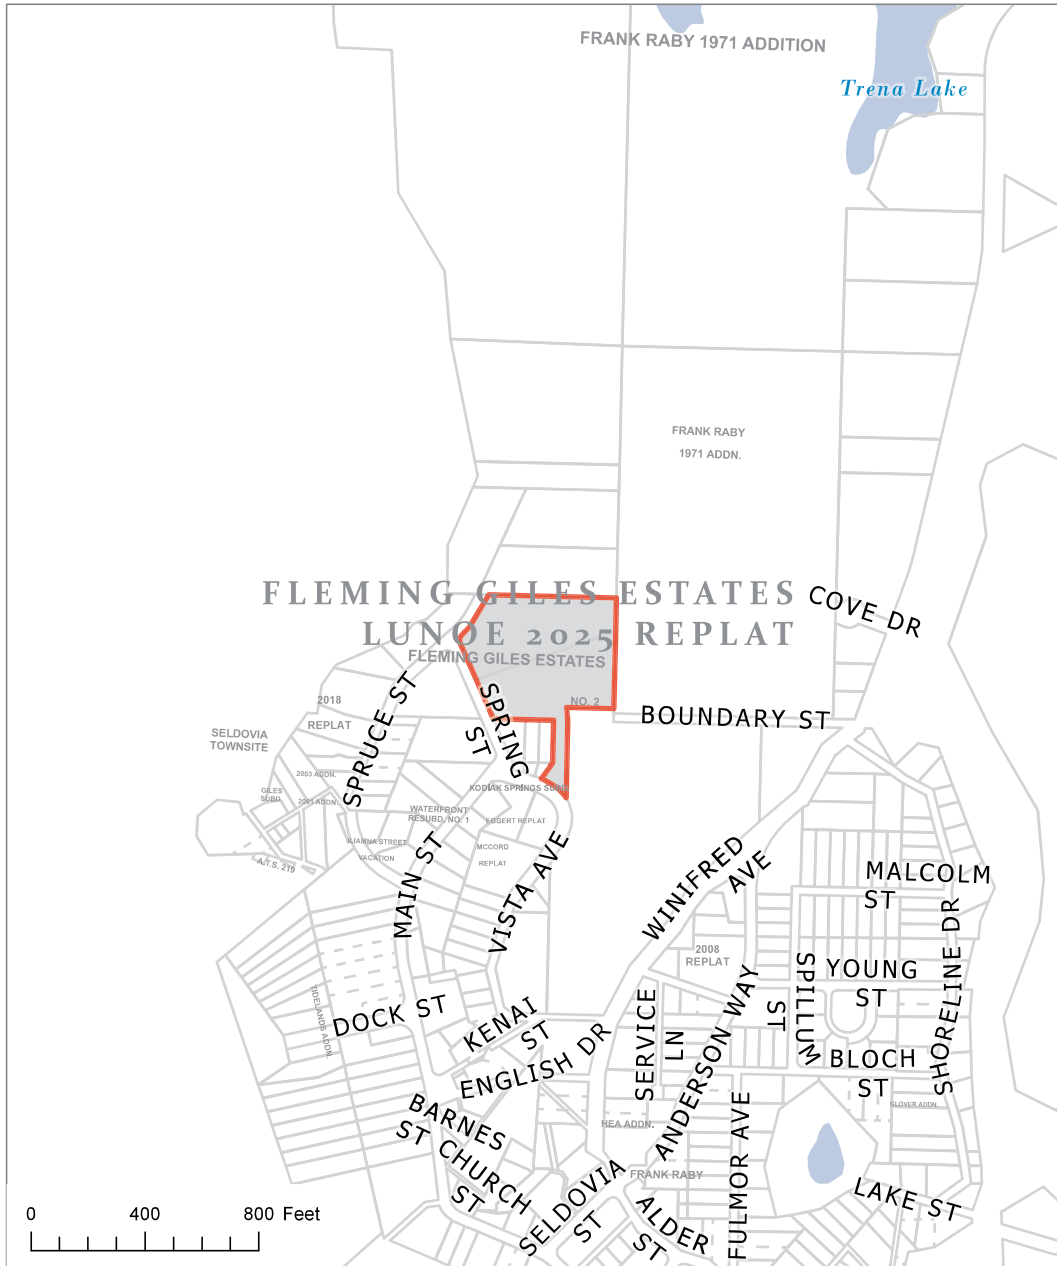 FRANK RABY 1971 ADDITION
Trena Lake
FRANK RABY
1971 ADDN.
FLEMING GILES ESTATES
LUNOE 2025 REPLAT
COVE DR
FLEMING GILES ESTATES
NO. 2
2018
REPLAT
SPRUCE ST
SPRING
ST
BOUNDARY ST
SELDOVIA
TOWNSITE
2003 ADDN.
GILES
SUBD.
2001 ADDN.
KODIAK SPRINGS SUBD.
WATERFRONT
RESUBD. NO. 1
EGGERT REPLAT
ILIAMNA STREET
VACATION
MCCORD
REPLAT
A.T.S. 219
MAIN ST
VISTA AVE
WINIFRED
AVE
MALCOLM
ST
2008
REPLAT
SHORELINE DR
YOUNG
ST
SPILLUM
ST
TIDELANDS ADDN.
DOCK ST
KENAI
ST
ENGLISH DR
SERVICE
LN
ANDERSON WAY
BLOCH
ST
GLOVER ADDN.
BARNES
ST
HEA ADDN.
FULMOR AVE
CHURCH
ST
SELDOVIA
ST
FRANK RABY
ALDER
ST
LAKE ST
0 400 800 Feet